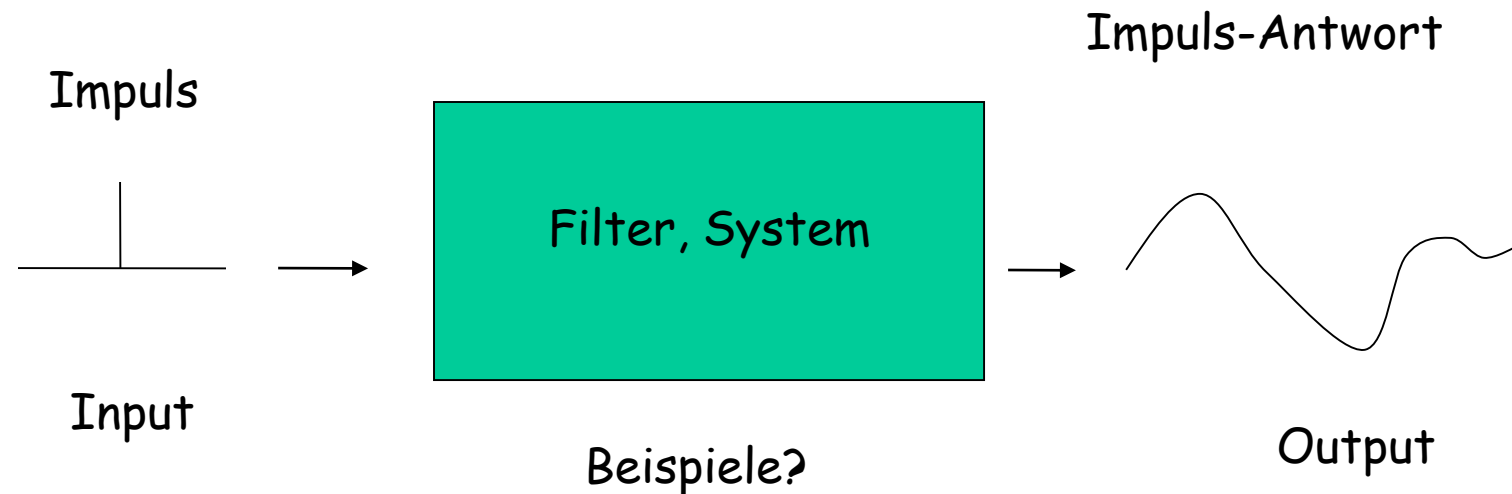 Impuls-Antwort
Impuls
Filter, System
Input
Output
Beispiele?